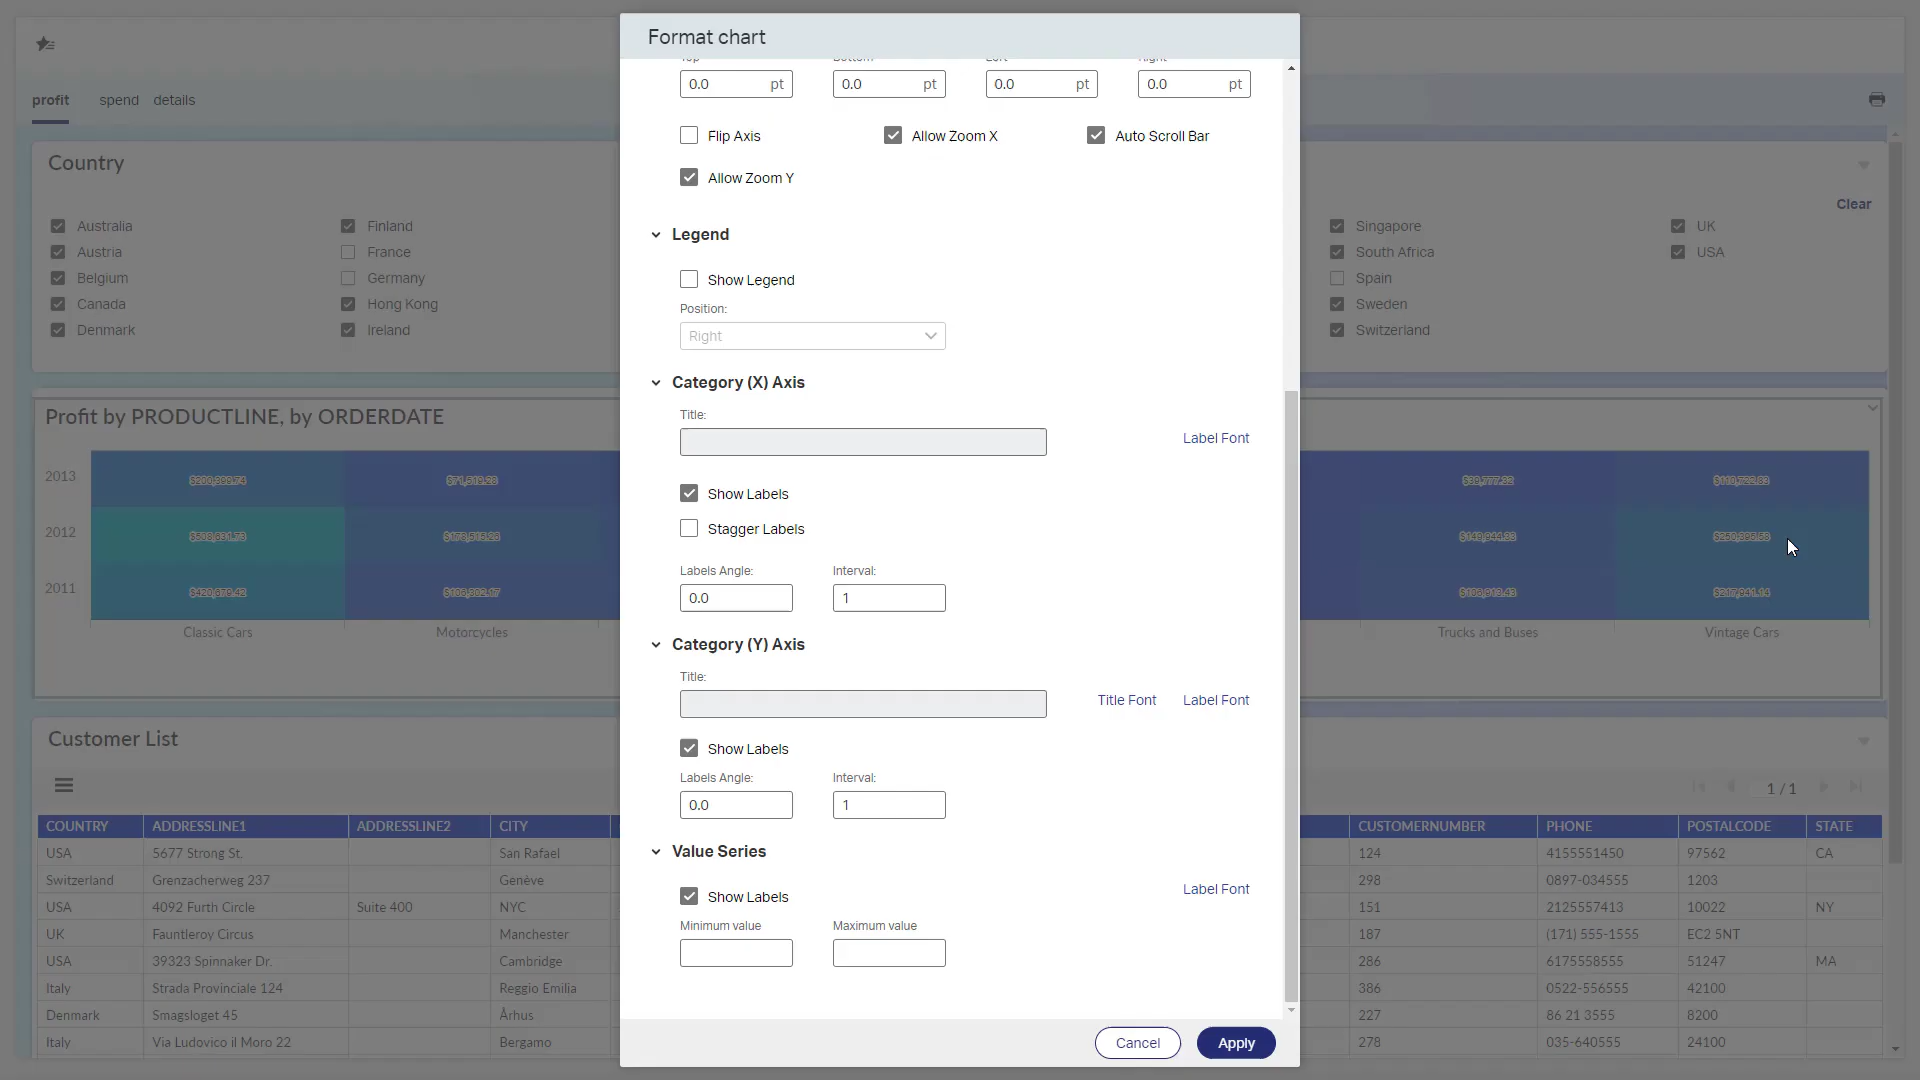 Format chart
0.0 pt 0.0 pt 0.0 pt 0.0 pt
Flip Axis Allow Zoom X Auto Scroll Bar
Allow Zoom Y
Legend
Show Legend
Position:
Right
Category (X) Axis
Title:
Label Font
Show Labels
Stagger Labels
Labels Angle: Interval:
0.0 1
Category (Y) Axis
Title:
Title Font Label Font
Show Labels
Labels Angle: Interval:
0.0 1
Value Series
Show Labels Label Font
Minimum value Maximum value
Cancel Apply
profit spend details
Country
Clear
Australia Finland Singapore UK
Austria France South Africa USA
Belgium Germany Spain
Canada Hong Kong Sweden
Denmark Ireland Switzerland
Profit by PRODUCTLINE, by ORDERDATE
2013
2012
2011
Classic Cars Motorcycles Trucks and Buses Vintage Cars
Customer List
1 / 1
COUNTRY ADDRESSLINE1 ADDRESSLINE2 CITY CUSTOMERNUMBER PHONE POSTALCODE STATE
USA 5677 Strong St. San Rafael 124 4155551450 97562 CA
Switzerland Grenzacherweg 237 Genève 298 0897-034555 1203
USA 4092 Furth Circle Suite 400 NYC 151 2125557413 10022 NY
UK Fauntleroy Circus Manchester 187 (171) 555-1555 EC2 5NT
USA 39323 Spinnaker Dr. Cambridge 286 6175558555 51247 MA
Italy Strada Provinciale 124 Reggio Emilia 386 0522-556555 42100
Denmark Smagsloget 45 Århus 227 86 21 3555 8200
Italy Via Ludovico il Moro 22 Bergamo 278 035-640555 24100